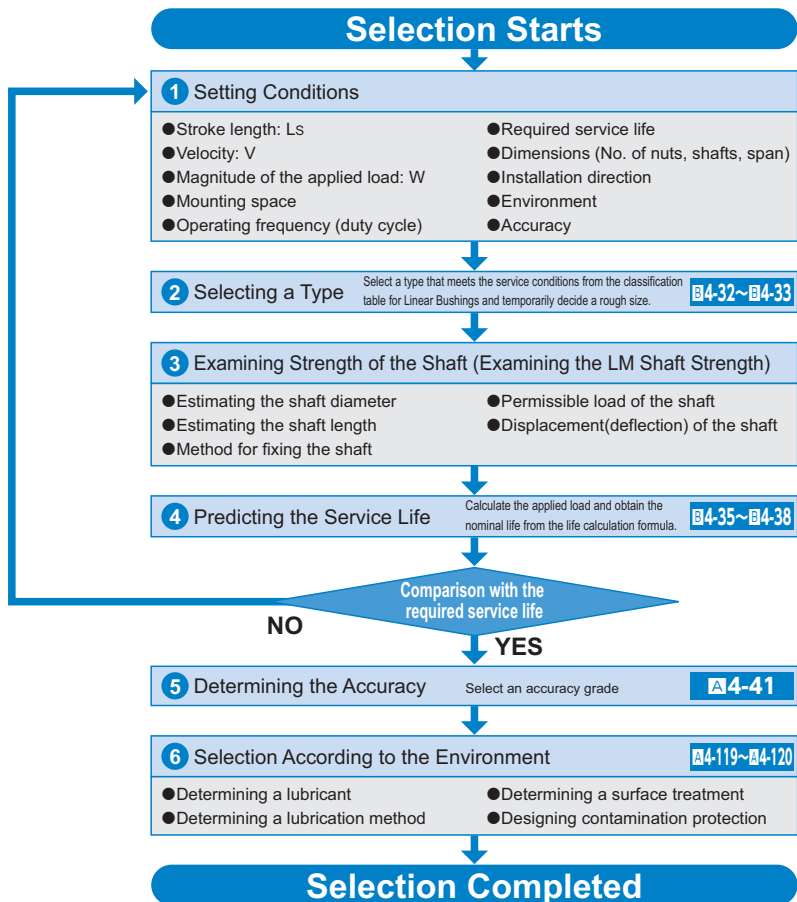 Selection Starts
1 Setting Conditions
●Stroke length: Ls
●Velocity: V
●Magnitude of the applied load: W
●Mounting space
●Operating frequency (duty cycle)
●Required service life
●Dimensions (No. of nuts, shafts, span)
●Installation direction
●Environment
●Accuracy
2 Selecting a Type
Select a type that meets the service conditions from the classification
table for Linear Bushings and temporarily decide a rough size.
B4-32~B4-33
3 Examining Strength of the Shaft (Examining the LM Shaft Strength)
●Estimating the shaft diameter
●Estimating the shaft length
●Method for fixing the shaft
●Permissible load of the shaft
●Displacement(deflection) of the shaft
4 Predicting the Service Life
Calculate the applied load and obtain the
nominal life from the life calculation formula.
B4-35~B4-38
Comparison with the
required service life
NO
YES
5 Determining the Accuracy
Select an accuracy grade
A4-41
6 Selection According to the Environment
A4-119~A4-120
●Determining a lubricant
●Determining a lubrication method
●Determining a surface treatment
●Designing contamination protection
Selection Completed